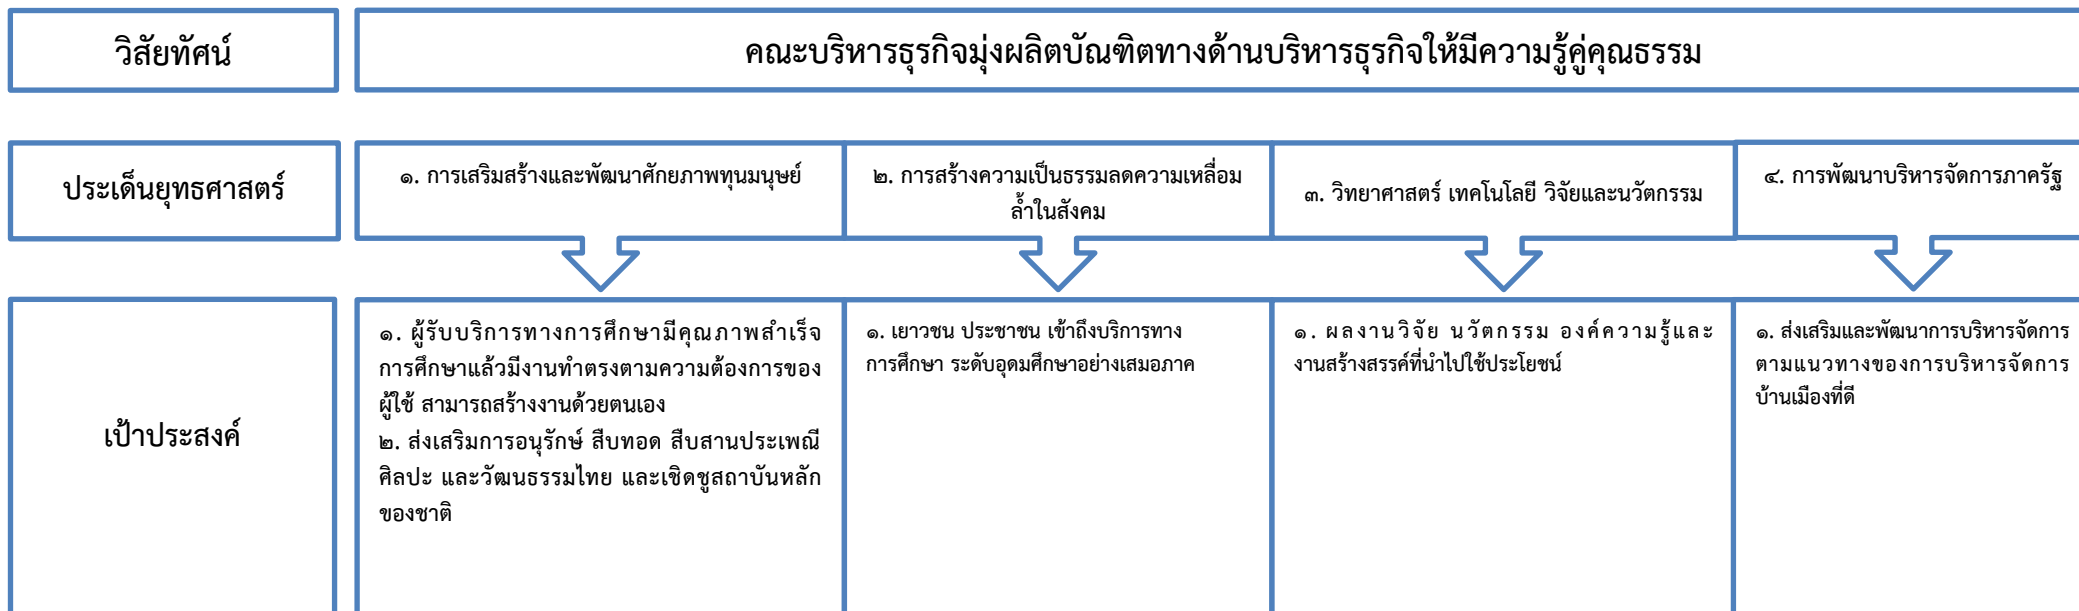 วิสัยทัศน์
คณะบริหารธุรกิจมุ่งผลิตบัณฑิตทางด้านบริหารธุรกิจให้มีความรู้คู่คุณธรรม
ประเด็นยุทธศาสตร์
๑. การเสริมสร้างและพัฒนาศักยภาพทุนมนุษย์
๒. การสร้างความเป็นธรรมลดความเหลื่อม
ล้ำในสังคม
๓. วิทยาศาสตร์ เทคโนโลยี วิจัยและนวัตกรรม
๔. การพัฒนาบริหารจัดการภาครัฐ
เป้าประสงค์
๑. ผู้รับบริการทางการศึกษามีคุณภาพสำเร็จ
การศึกษาแล้วมีงานทำตรงตามความต้องการของ
ผู้ใช้ สามารถสร้างงานด้วยตนเอง
๒. ส่งเสริมการอนุรักษ์ สืบทอด สืบสานประเพณี
ศิลปะ และวัฒนธรรมไทย และเชิดชูสถาบันหลัก
ของชาติ
๑. เยาวชน ประชาชน เข้าถึงบริการทาง
การศึกษา ระดับอุดมศึกษาอย่างเสมอภาค
๑. ผลงานวิจัย นวัตกรรม องค์ความรู้และ
งานสร้างสรรค์ที่นำไปใช้ประโยชน์
๑. ส่งเสริมและพัฒนาการบริหารจัดการ
ตามแนวทางของการบริหารจัดการ
บ้านเมืองที่ดี